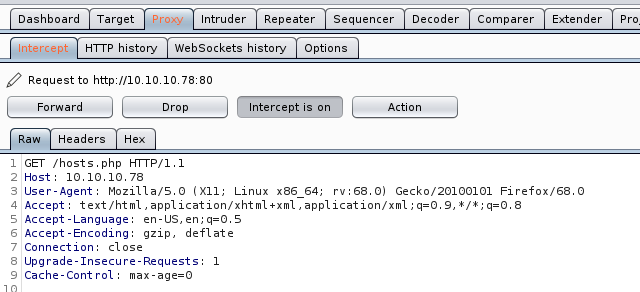 Dashboard Target Proxy Intruder Repeater Sequencer Decoder Comparer Extender
Intercept HTTP history WebSockets history Options
Request to http://10.10.10.78:80
Forward Drop Intercept is on Action
Raw Headers Hex
1 GET /hosts.php HTTP/1.1
2 Host: 10.10.10.78
3 User-Agent: Mozilla/5.0 (X11; Linux x86_64; rv:68.0) Gecko/20100101 Firefox/68.0
4 Accept: text/html,application/xhtml+xml,application/xml;q=0.9,*/*;q=0.8
5 Accept-Language: en-US,en;q=0.5
6 Accept-Encoding: gzip, deflate
7 Connection: close
8 Upgrade-Insecure-Requests: 1
9 Cache-Control: max-age=0
10